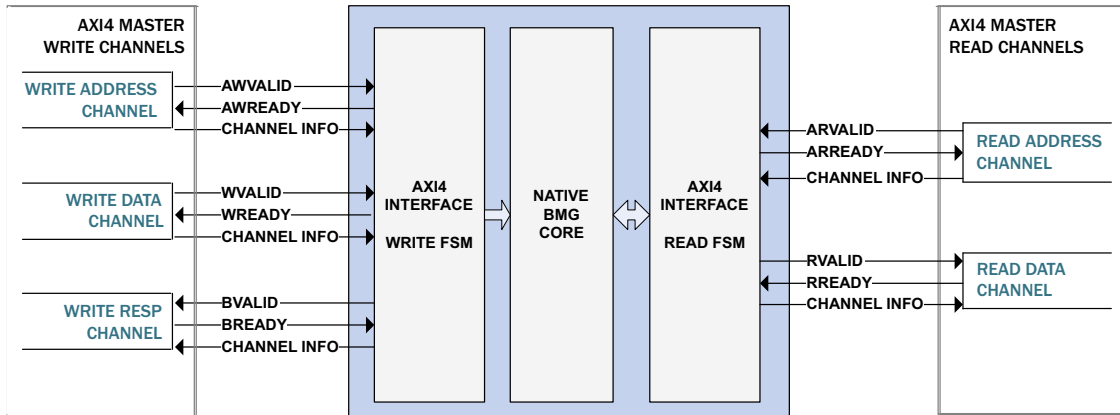 AXI4 MASTER
WRITE CHANNELS
WRITE ADDRESS
CHANNEL
AWVALID
AWREADY
CHANNEL INFO
WRITE DATA
CHANNEL
WVALID
WREADY
CHANNEL INFO
WRITE RESP
CHANNEL
BVALID
BREADY
CHANNEL INFO
AXI4
INTERFACE
WRITE FSM
NATIVE
BMG
CORE
AXI4
INTERFACE
READ FSM
AXI4 MASTER
READ CHANNELS
ARVALID
ARREADY
CHANNEL INFO
READ ADDRESS
CHANNEL
RVALID
RREADY
CHANNEL INFO
READ DATA
CHANNEL